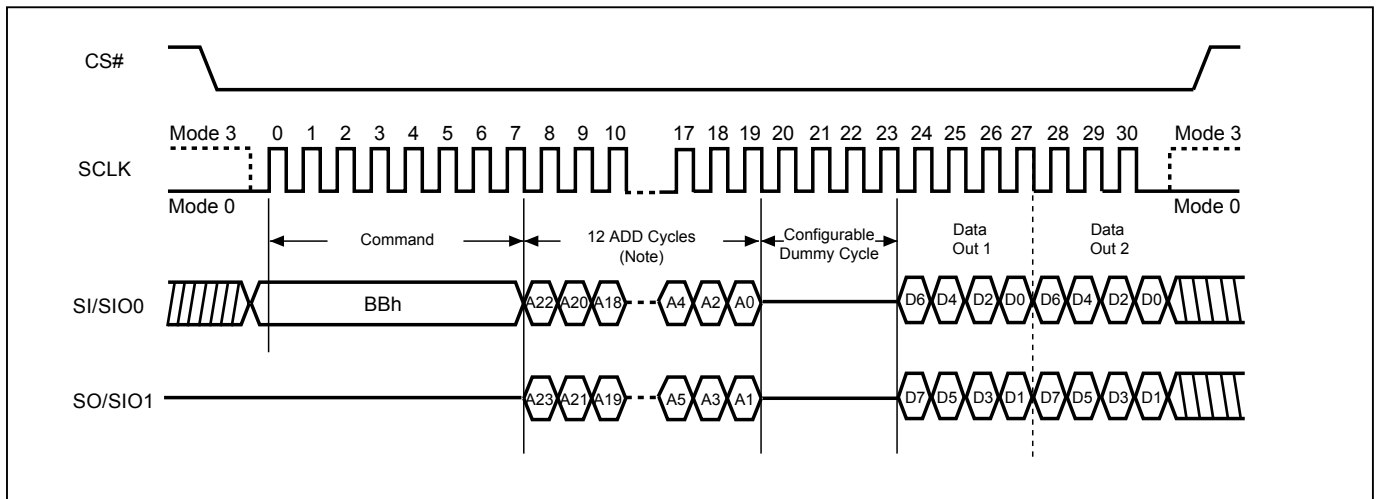 CS#
Mode 3 0 1 2 3 4 5 6 7 8 9 10 17 18 19 20 21 22 23 24 25 26 27 28 29 30 Mode 3
SCLK
Mode 0 Mode 0
Command 12 ADD Cycles (Note) Configurable Dummy Cycle Data Out 1 Data Out 2
SI/SIO0 BBh A22 A20 A18 A4 A2 A0 D6 D4 D2 D0 D6 D4 D2 D0
SO/SIO1 A23 A21 A19 A5 A3 A1 D7 D5 D3 D1 D7 D5 D3 D1